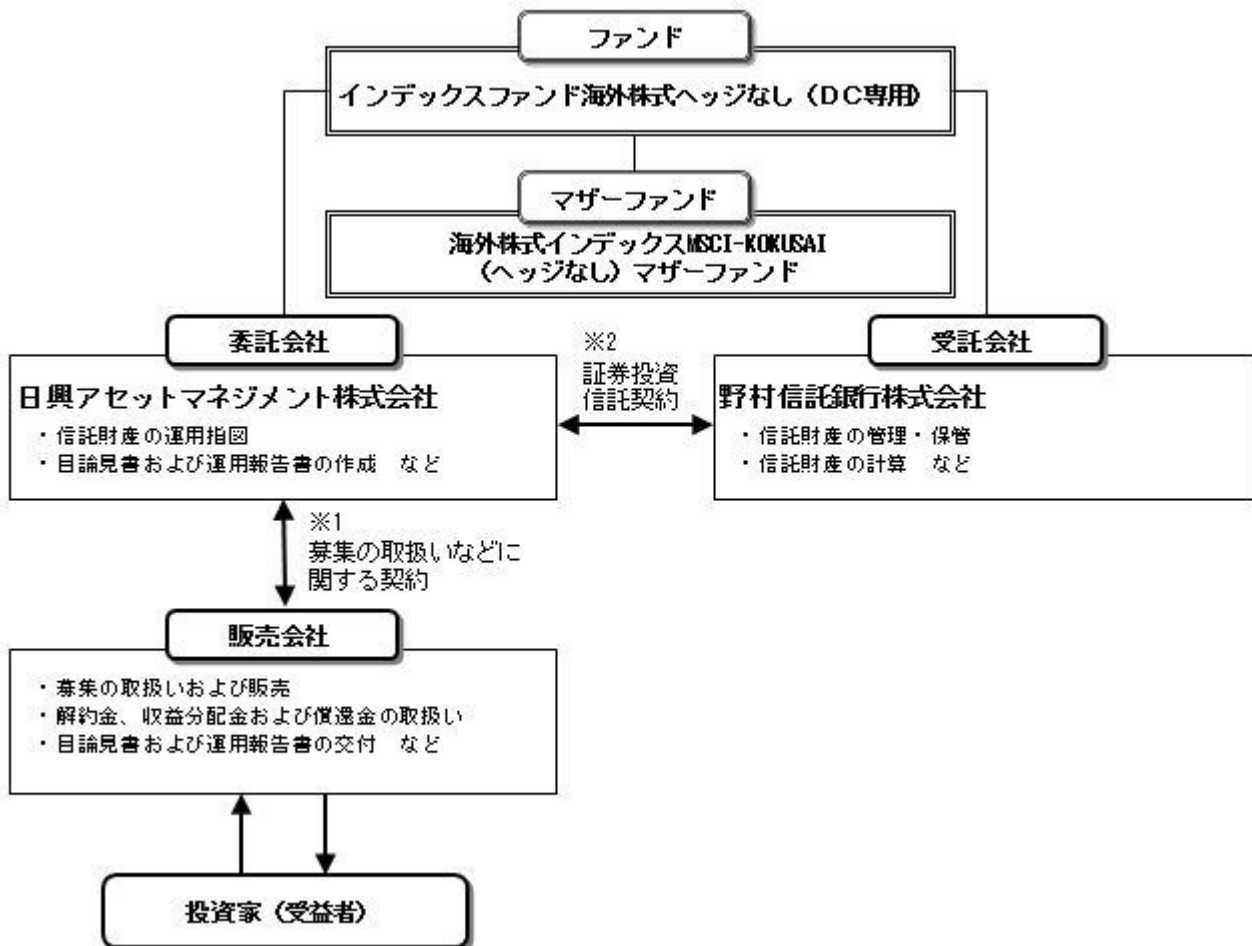 ファンド
インデックスファンド海外株式ヘッジなし（ＤＣ専用）
マザーファンド
海外株式インデックスMSCI-KOKUSAI
（ヘッジなし）マザーファンド
委託会社
日興アセットマネジメント株式会社
・信託財産の運用指図
・目論見書および運用報告書の作成　など
※2
証券投資
信託契約
受託会社
野村信託銀行株式会社
・信託財産の管理・保管
・信託財産の計算　など
※1
募集の取扱いなどに
関する契約
販売会社
・募集の取扱いおよび販売
・解約金、収益分配金および償還金の取扱い
・目論見書および運用報告書の交付　など
投資家（受益者）